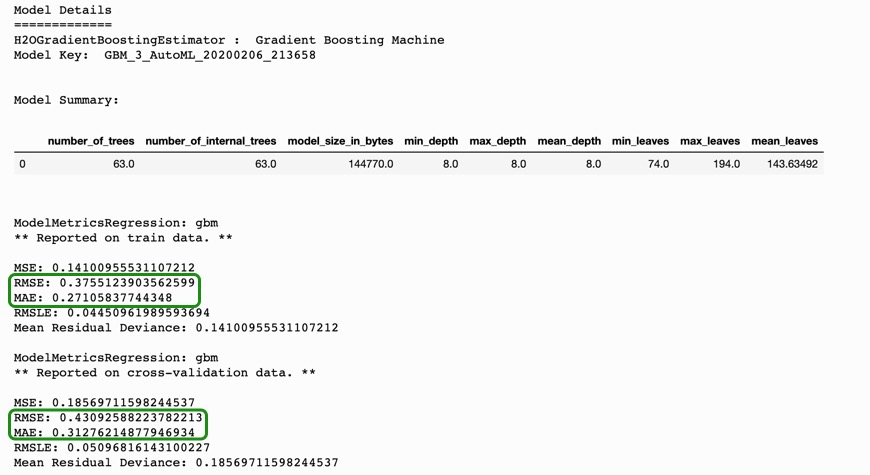 Model Details
=============
H2OGradientBoostingEstimator :  Gradient Boosting Machine
Model Key:  GBM_3_AutoML_20200206_213658
Model Summary:
number_of_trees number_of_internal_trees model_size_in_bytes min_depth max_depth mean_depth min_leaves max_leaves mean_leaves
0 63.0 63.0 144770.0 8.0 8.0 8.0 74.0 194.0 143.63492
ModelMetricsRegression: gbm
** Reported on train data. **
MSE: 0.14100955531107212
RMSE: 0.3755123903562599
MAE: 0.27105837744348
RMSLE: 0.04450961989593694
Mean Residual Deviance: 0.14100955531107212
ModelMetricsRegression: gbm
** Reported on cross-validation data. **
MSE: 0.18569711598244537
RMSE: 0.43092588223782213
MAE: 0.31276214877946934
RMSLE: 0.05096816143100227
Mean Residual Deviance: 0.18569711598244537